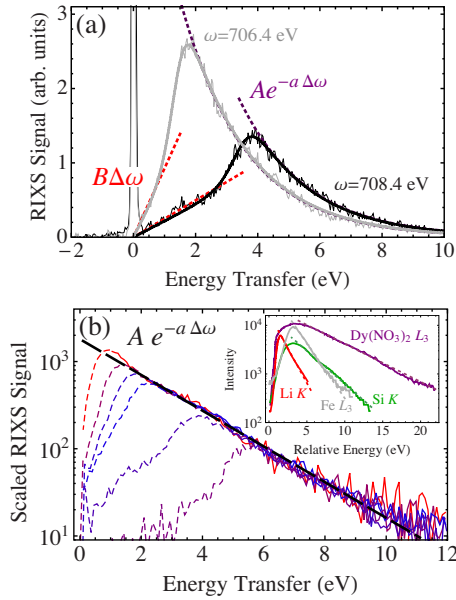 (a)
ω=706.4 eV
Ae^{-a Δω}
BΔω
ω=708.4 eV
RIXS Signal (arb. units)
3
2
1
0
−2 0 2 4 6 8 10
Energy Transfer (eV)
(b)
A e^{-a Δω}
Scaled RIXS Signal
10^3
10^2
10^1
0 2 4 6 8 10 12
Energy Transfer (eV)
Intensity
10^4
10^3
10^2
Dy(NO3)2 L3
Li K
Fe L3
Si K
0 5 10 15 20
Relative Energy (eV)